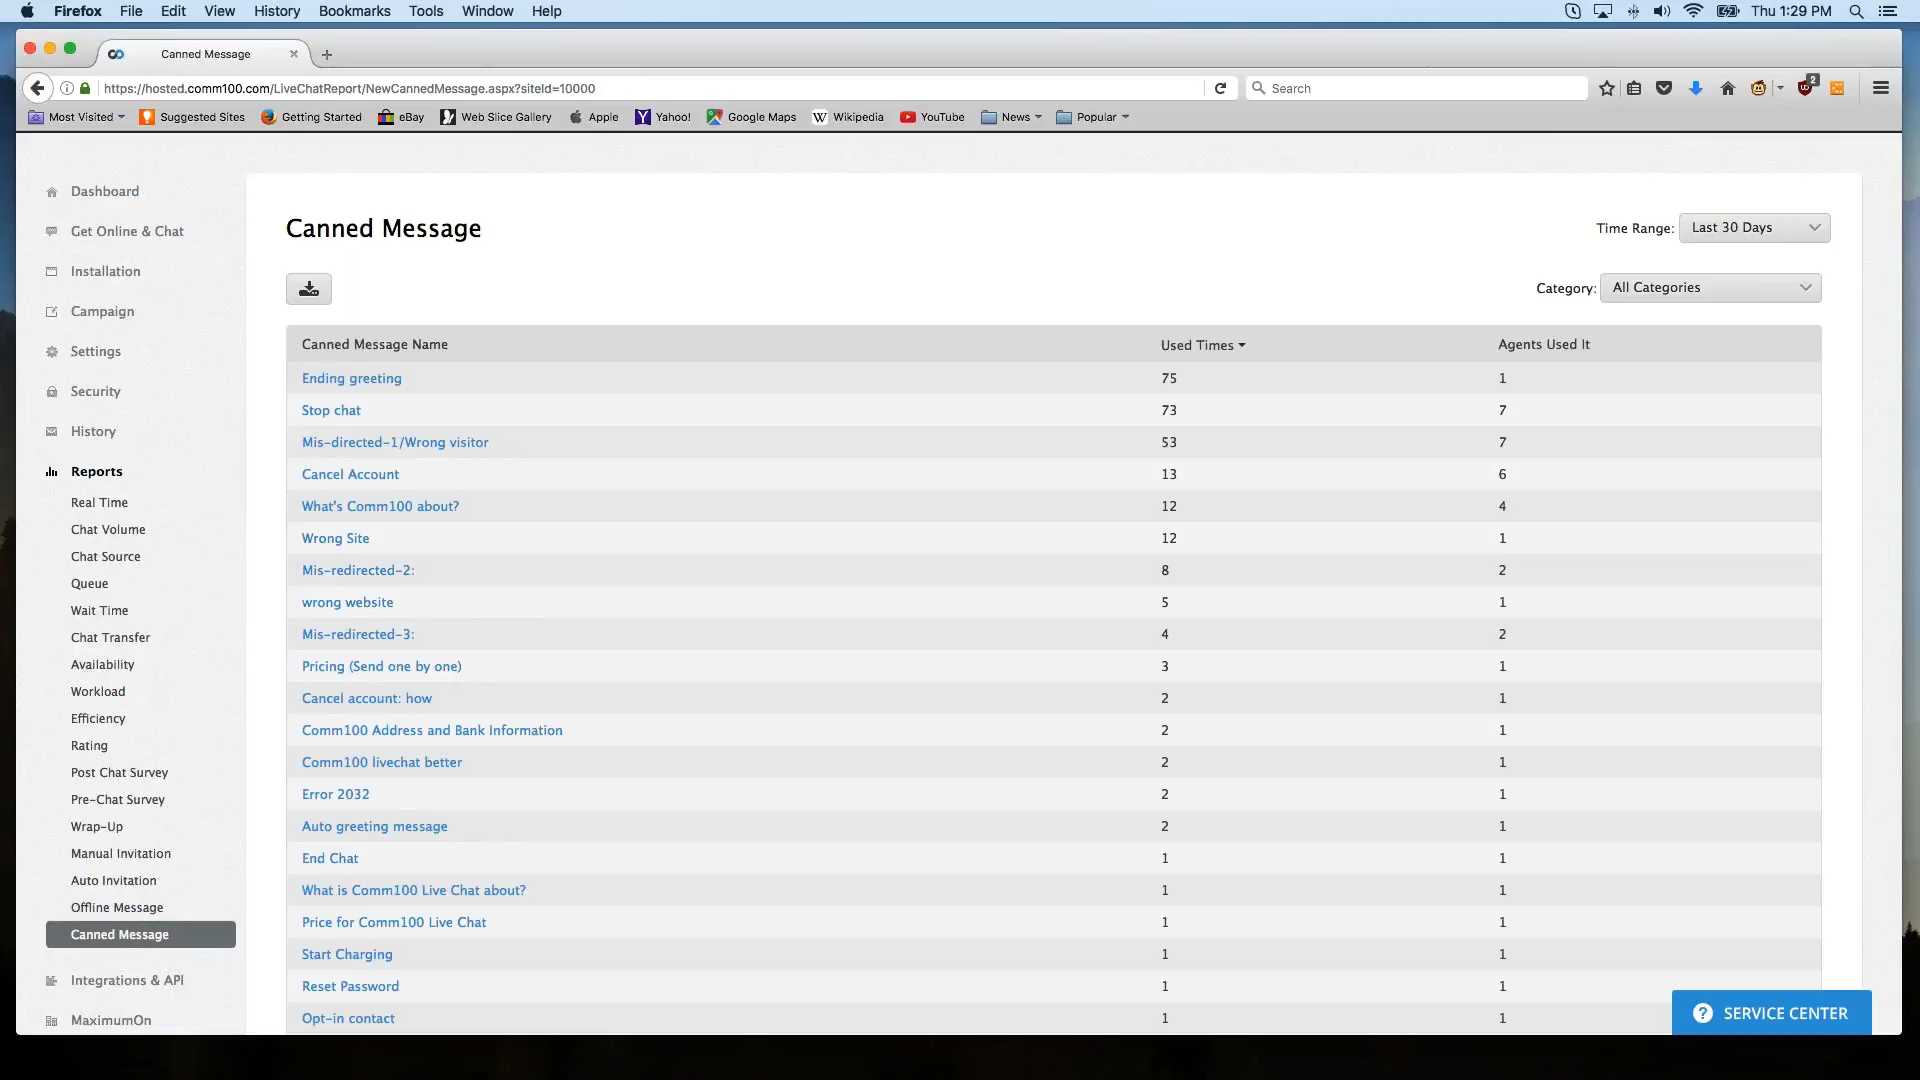 Firefox File Edit View History Bookmarks Tools Window Help Thu 1:29 PM
Canned Message
https://hosted.comm100.com/LiveChatReport/NewCannedMessage.aspx?siteId=10000 Search 2
Most Visited Suggested Sites Getting Started eBay Web Slice Gallery Apple Yahoo! Google Maps Wikipedia YouTube News Popular
Dashboard
Get Online & Chat
Installation
Campaign
Settings
Security
History
Reports
Real Time
Chat Volume
Chat Source
Queue
Wait Time
Chat Transfer
Availability
Workload
Efficiency
Rating
Post Chat Survey
Pre-Chat Survey
Wrap-Up
Manual Invitation
Auto Invitation
Offline Message
Canned Message
Integrations & API
MaximumOn
Canned Message
Time Range: Last 30 Days
Category: All Categories
Canned Message Name Used Times Agents Used It
Ending greeting 75 1
Stop chat 73 7
Mis-directed-1/Wrong visitor 53 7
Cancel Account 13 6
What's Comm100 about? 12 4
Wrong Site 12 1
Mis-redirected-2: 8 2
wrong website 5 1
Mis-redirected-3: 4 2
Pricing (Send one by one) 3 1
Cancel account: how 2 1
Comm100 Address and Bank Information 2 1
Comm100 livechat better 2 1
Error 2032 2 1
Auto greeting message 2 1
End Chat 1 1
What is Comm100 Live Chat about? 1 1
Price for Comm100 Live Chat 1 1
Start Charging 1 1
Reset Password 1 1
Opt-in contact 1 1
? SERVICE CENTER